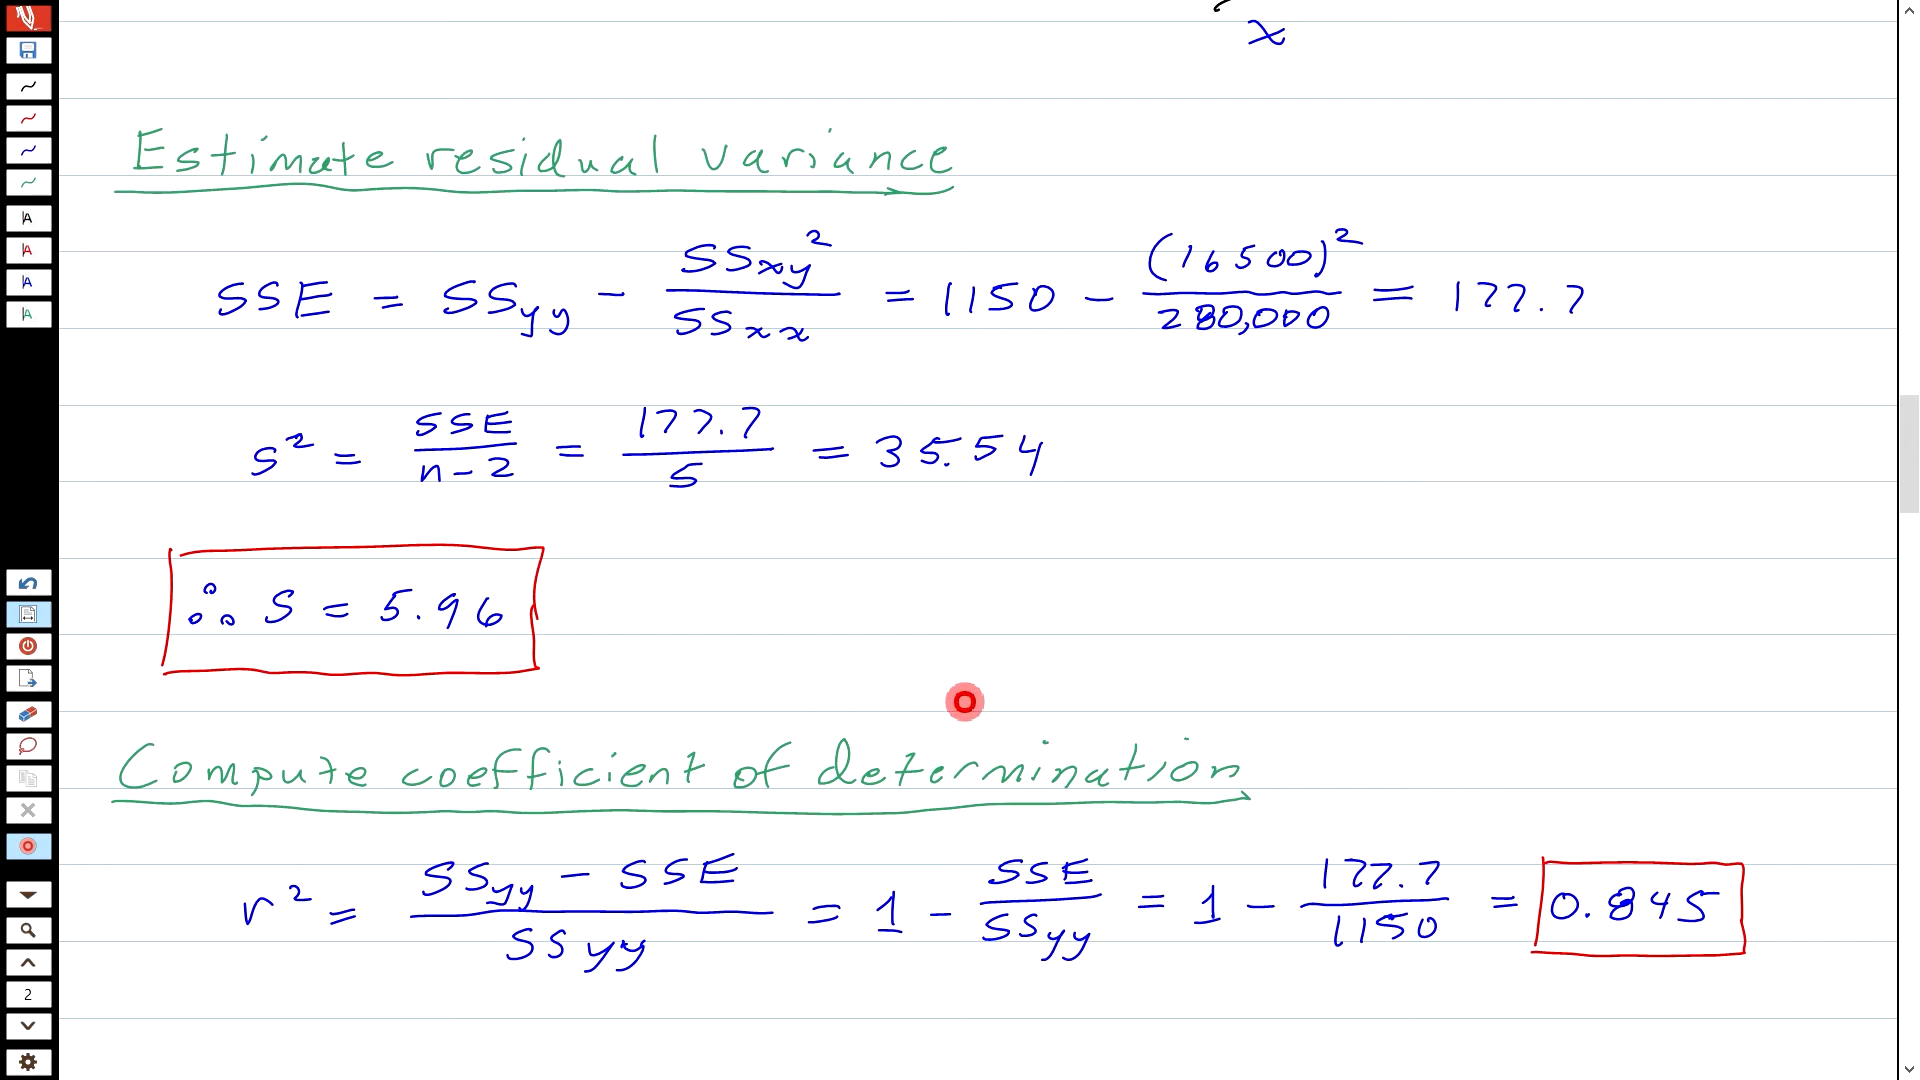 x
Estimate residual variance
SSE = SSyy - SSxy² / SSxx = 1150 - (16500)² / 280,000 = 177.7
s² = SSE / n-2 = 177.7 / 5 = 35.54
∴ S = 5.96
Compute coefficient of determination
r² = SSyy - SSE / SSyy = 1 - SSE / SSyy = 1 - 177.7 / 1150 = 0.845
A
A
A
A
2